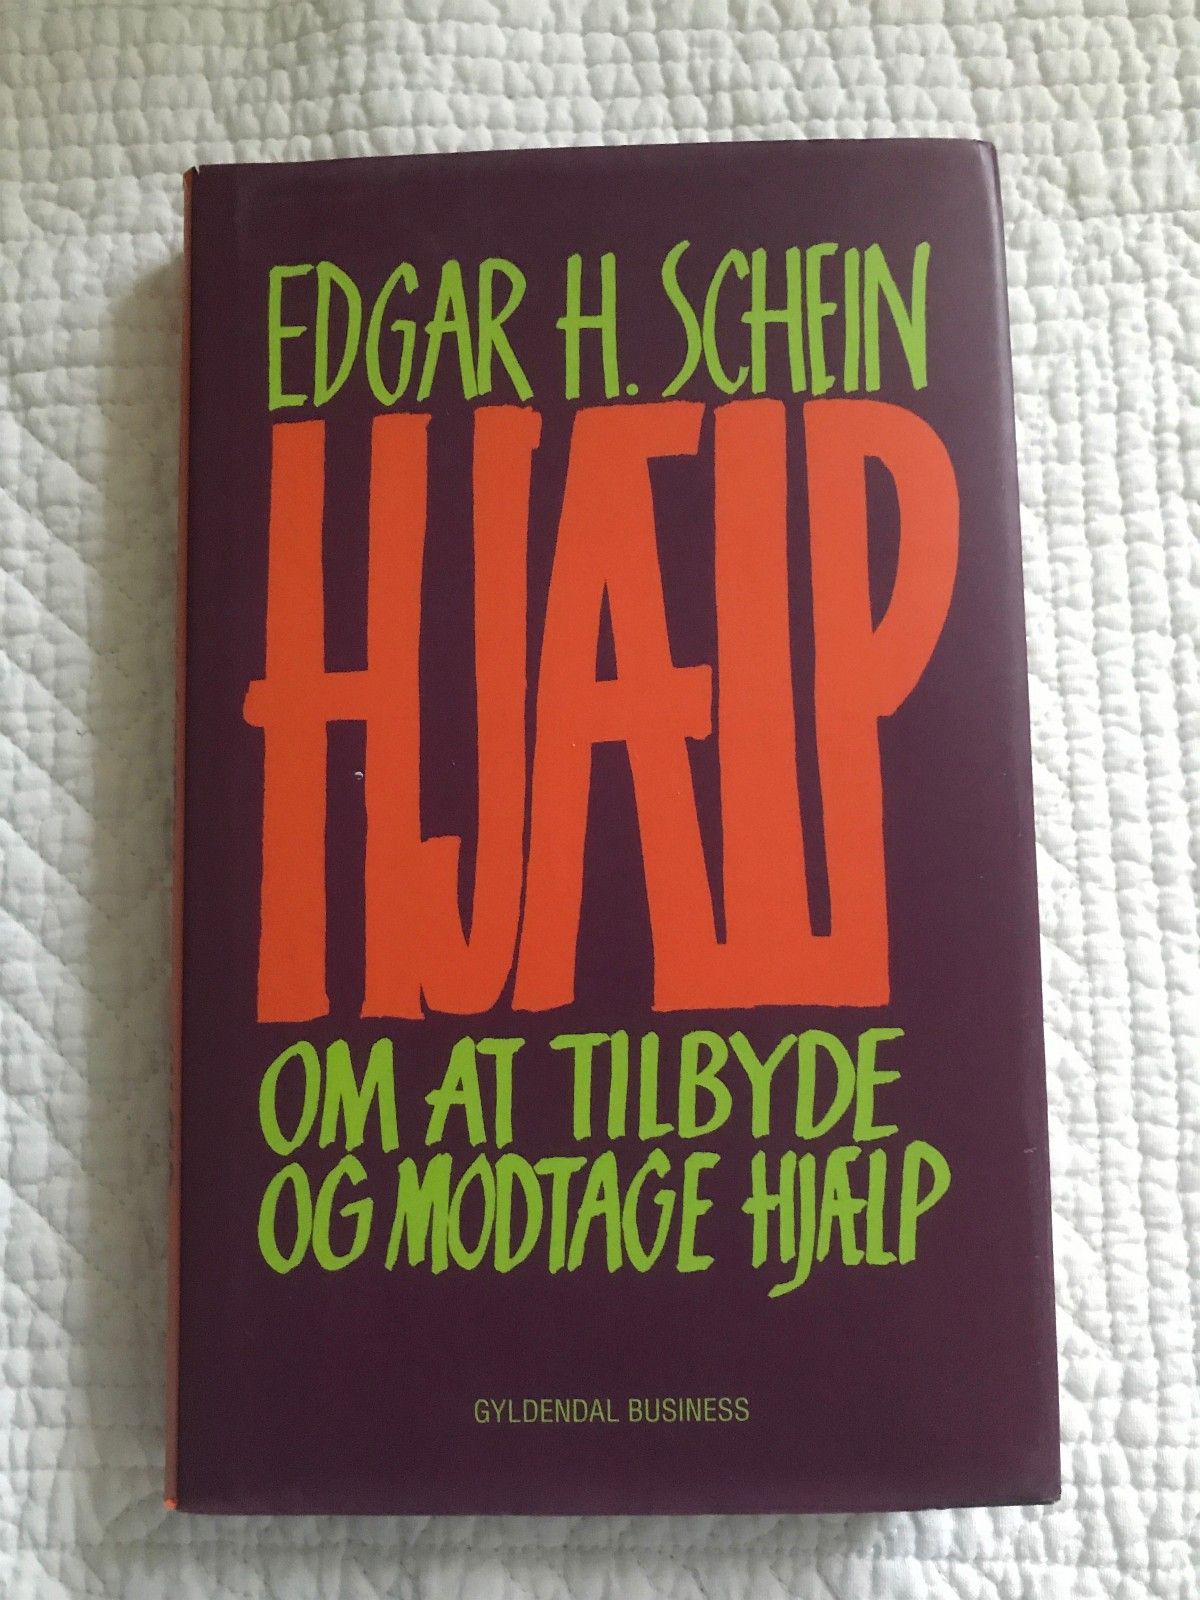 EDGAR H. SCHEIN
HJÆLP
OM AT TILBYDE
OG MODTAGE HJÆLP
GYLDENDAL BUSINESS